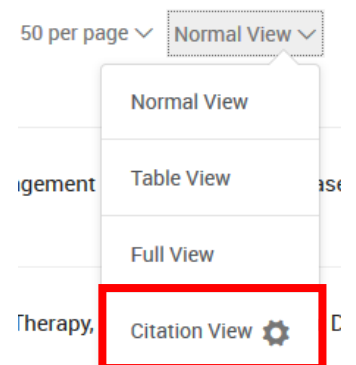 50 per page Normal View
Normal View
Table View
Full View
Therapy, Citation View